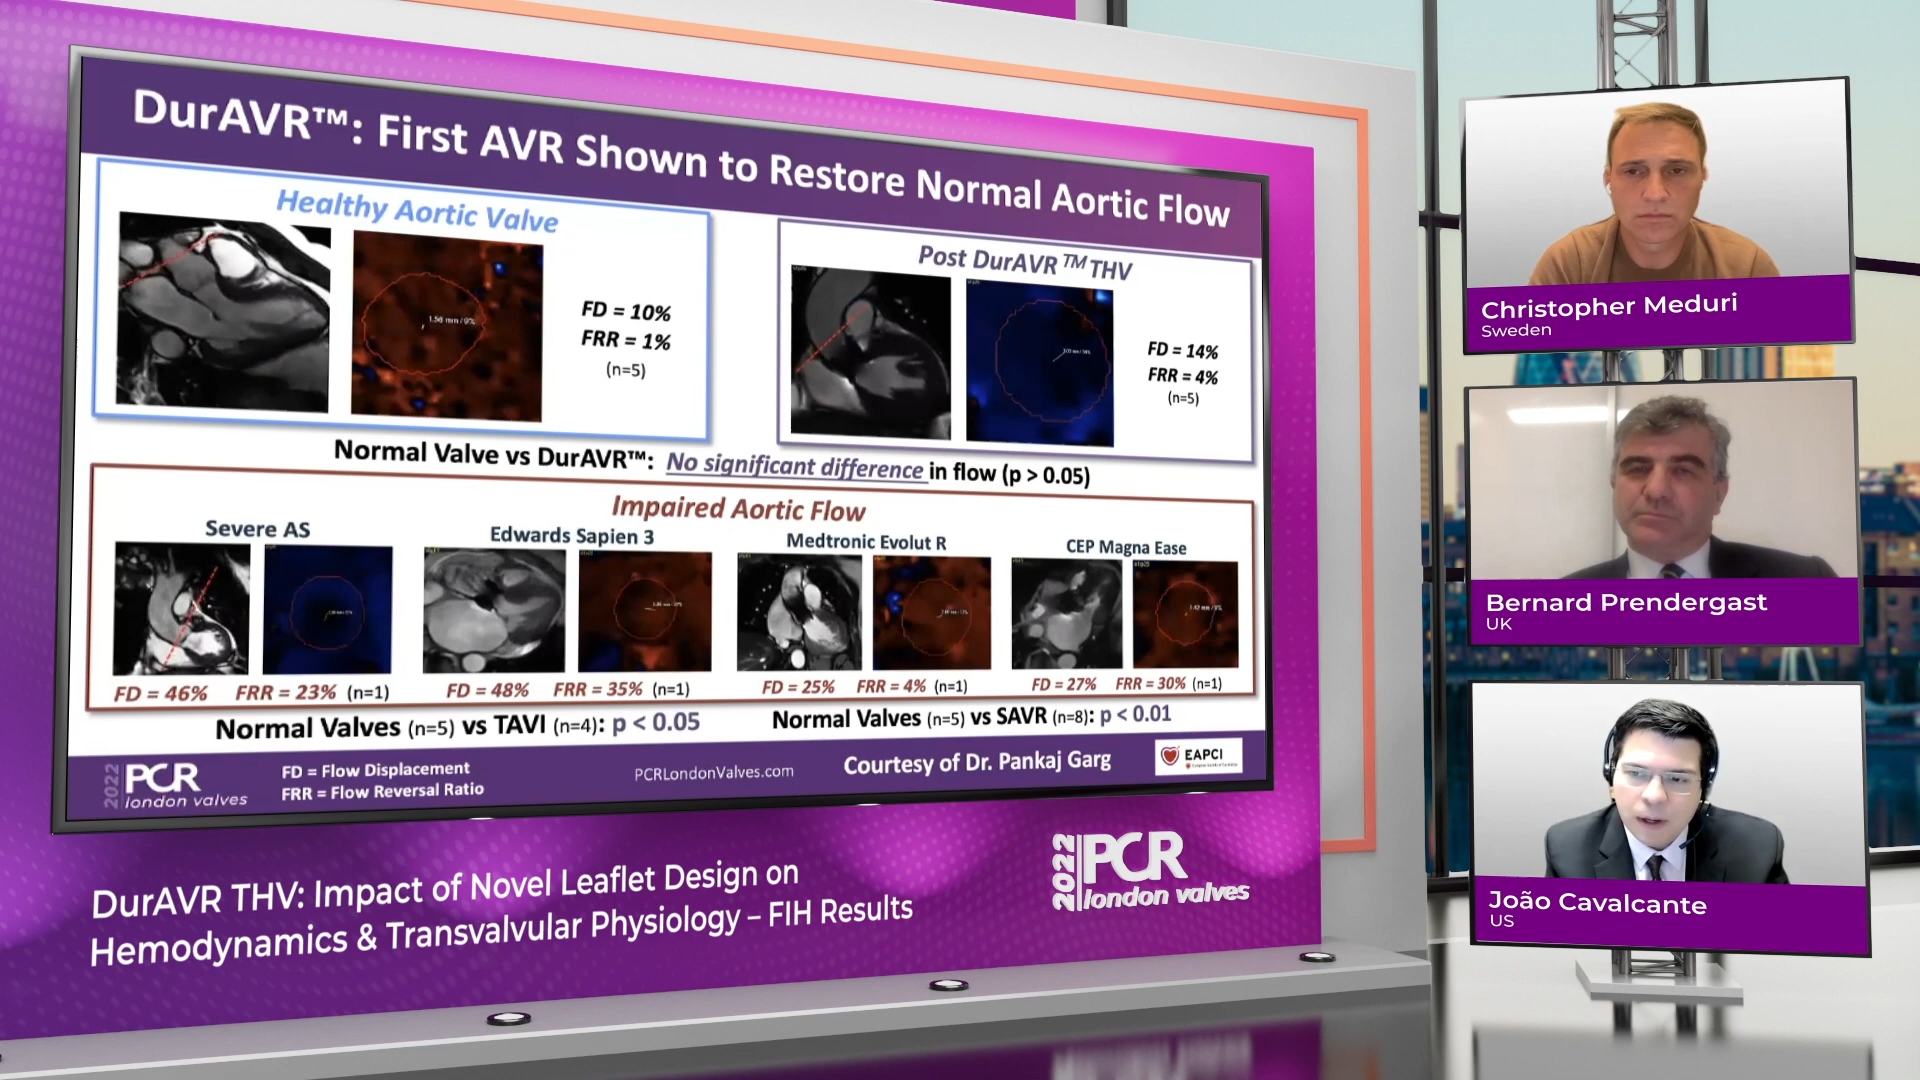 DurAVR™: First AVR Shown to Restore Normal Aortic Flow
Healthy Aortic Valve
1.56 mm / 9%
FD = 10%
FRR = 1%
(n=5)
Post DurAVR TM THV
FD = 14%
FRR = 4%
(n=5)
Normal Valve vs DurAVR™: No significant difference in flow (p > 0.05)
Impaired Aortic Flow
Severe AS
Edwards Sapien 3
Medtronic Evolut R
CEP Magna Ease
FD = 46% FRR = 23% (n=1)
FD = 48% FRR = 35% (n=1)
FD = 25% FRR = 4% (n=1)
FD = 27% FRR = 30% (n=1)
Normal Valves (n=5) vs TAVI (n=4): p < 0.05
Normal Valves (n=5) vs SAVR (n=8): p < 0.01
2022 PCR
london valves
FD = Flow Displacement
FRR = Flow Reversal Ratio
PCRLondonValves.com
Courtesy of Dr. Pankaj Garg
EAPCI
DurAVR THV: Impact of Novel Leaflet Design on
Hemodynamics & Transvalvular Physiology – FIH Results
2022 PCR
london valves
Christopher Meduri
Sweden
Bernard Prendergast
UK
João Cavalcante
US